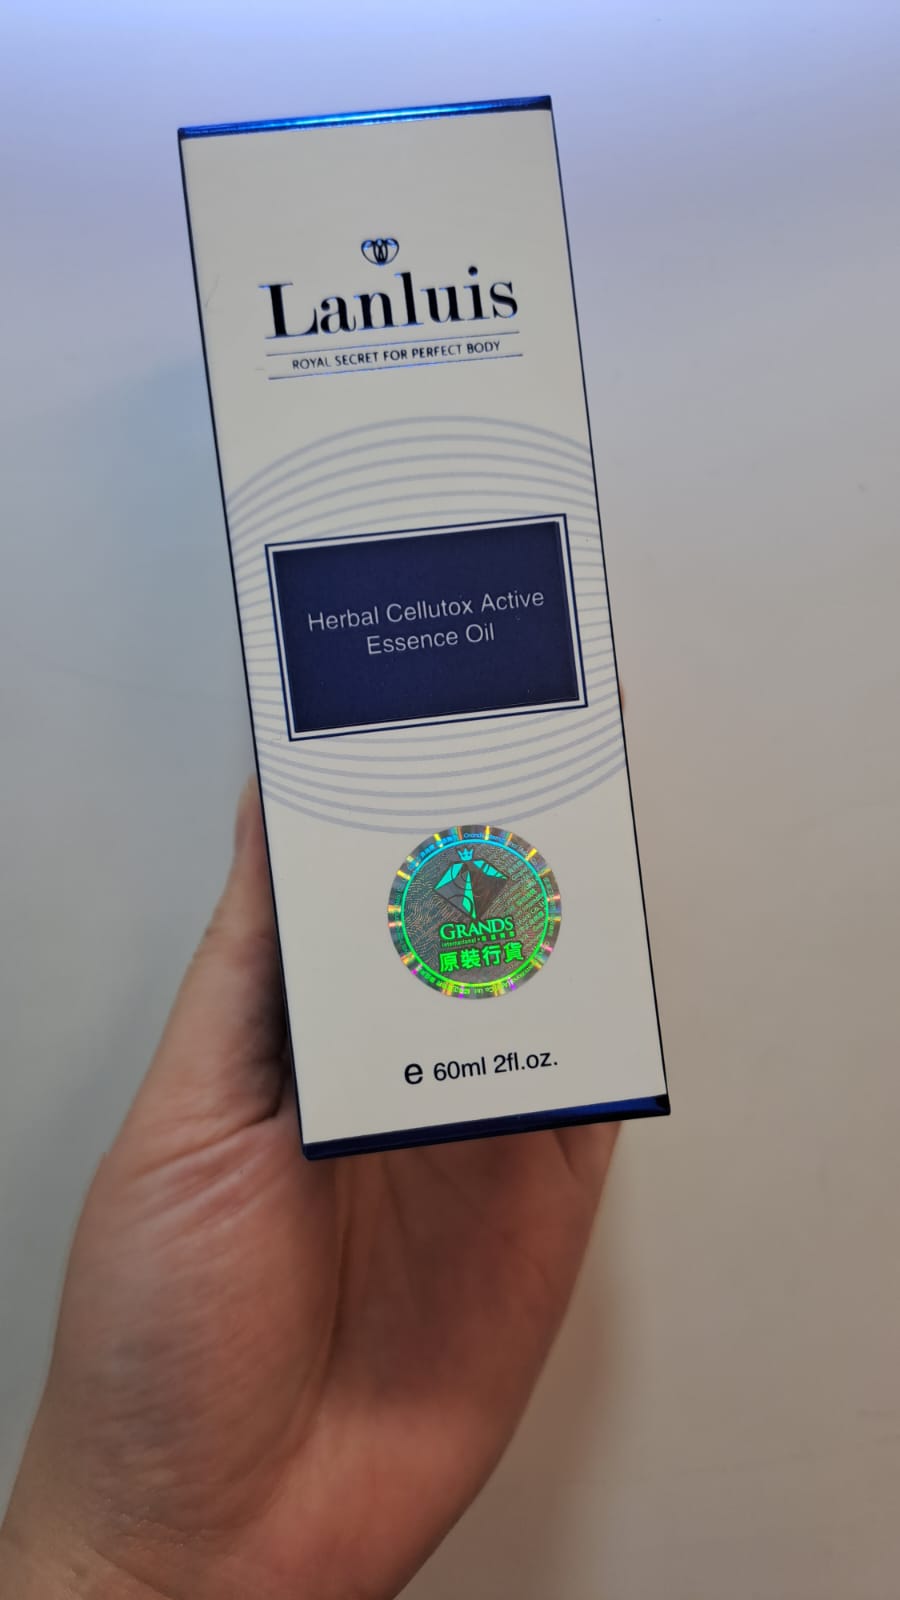 Lanluis
ROYAL SECRET FOR PERFECT BODY
Herbal Cellutox Active
Essence Oil
GRANDS
International
原裝行貨
e 60ml 2fl.oz.